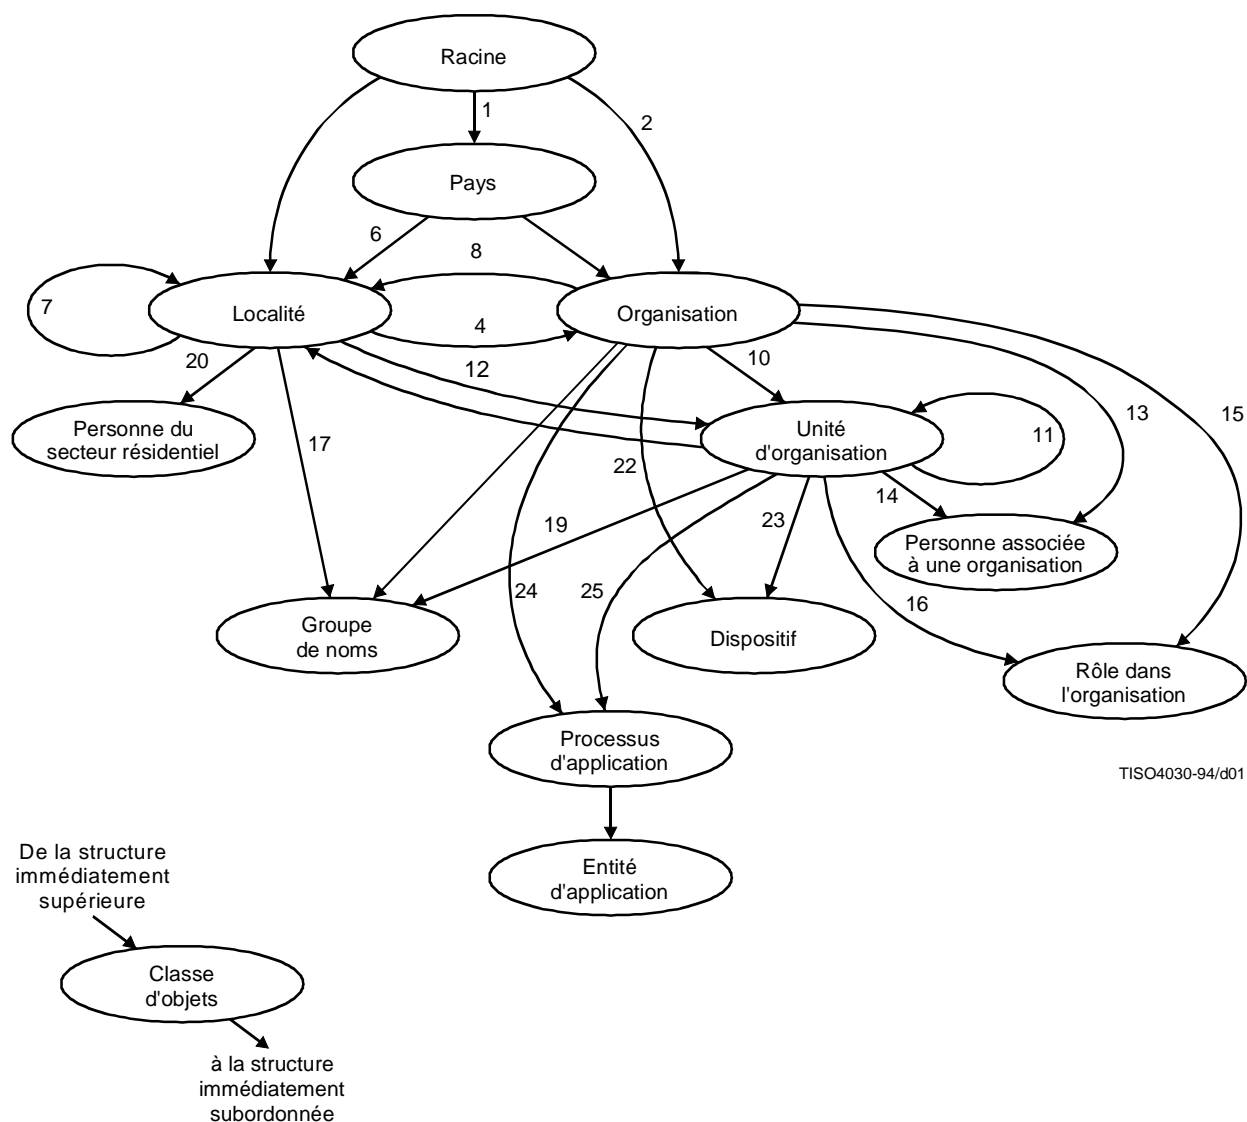 Racine
1
2
Pays
6
8
7
Localité
4
Organisation
20
12
10
Personne du
secteur résidentiel
17
Unité
d'organisation
11
13
15
22
14
19
23
Personne associée
à une organisation
24
25
16
Groupe
de noms
Dispositif
Rôle dans
l'organisation
Processus
d'application
TISO4030-94/d01
Entité
d'application
De la structure
immédiatement
supérieure
Classe
d'objets
à la structure
immédiatement
subordonnée